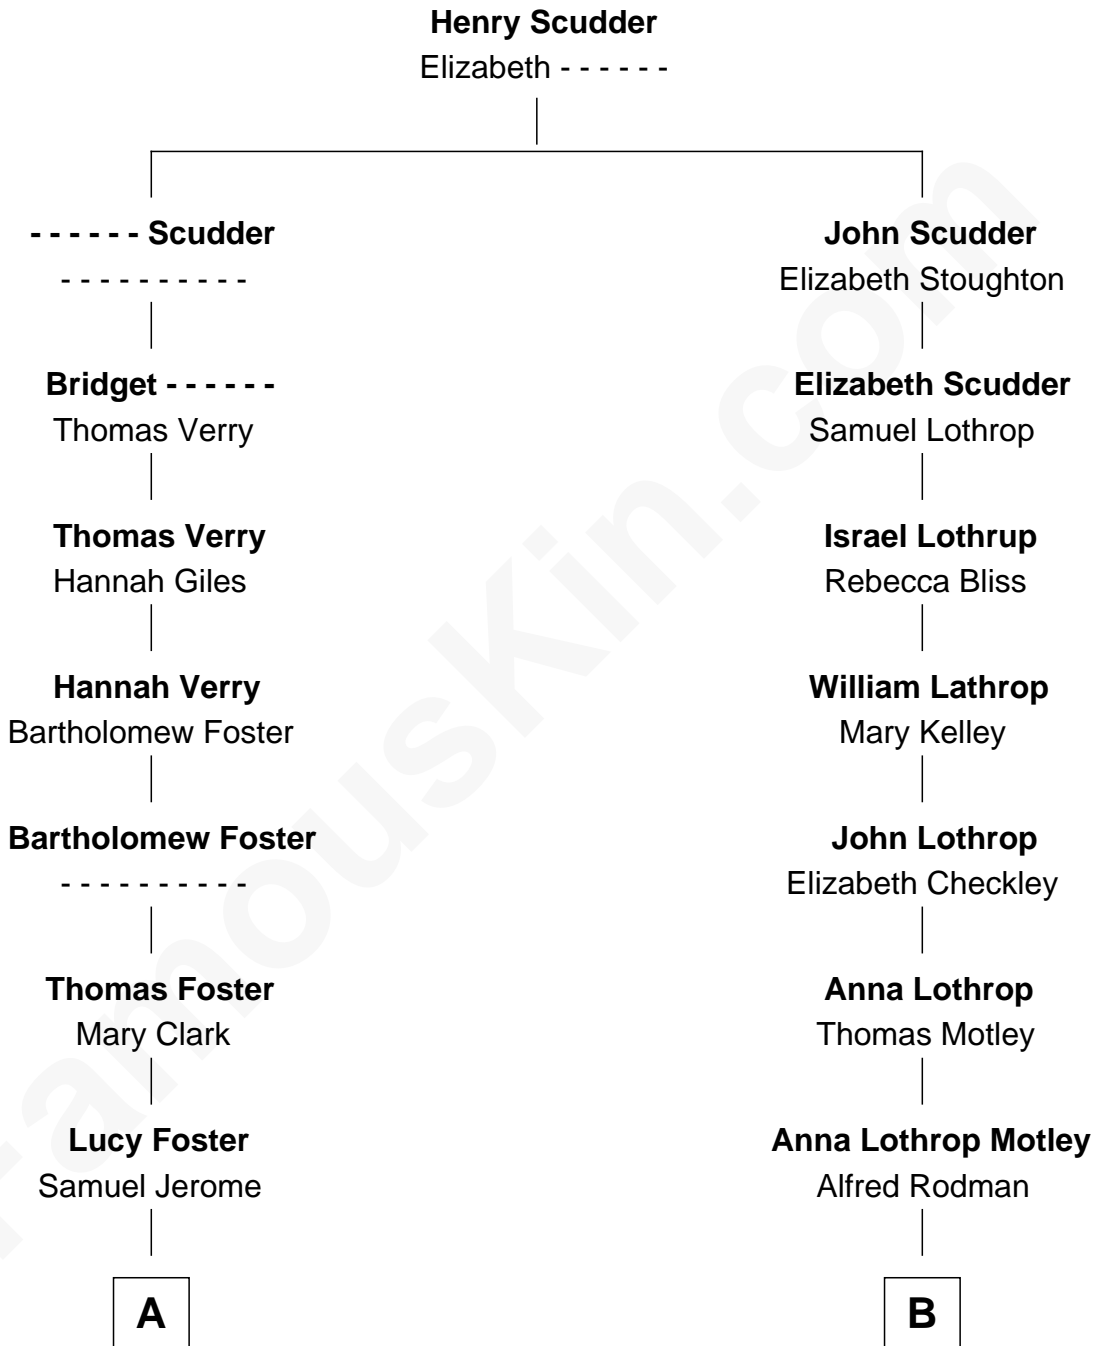 Henry Scudder
Elizabeth - - - - - -
- - - - - - Scudder
- - - - - - - - - -
Bridget - - - - - -
Thomas Verry
Thomas Verry
Hannah Giles
Hannah Verry
Bartholomew Foster
Bartholomew Foster
- - - - - - - - - -
Thomas Foster
Mary Clark
Lucy Foster
Samuel Jerome
A
John Scudder
Elizabeth Stoughton
Elizabeth Scudder
Samuel Lothrop
Israel Lothrup
Rebecca Bliss
William Lathrop
Mary Kelley
John Lothrop
Elizabeth Checkley
Anna Lothrop
Thomas Motley
Anna Lothrop Motley
Alfred Rodman
B
FamousKin.com